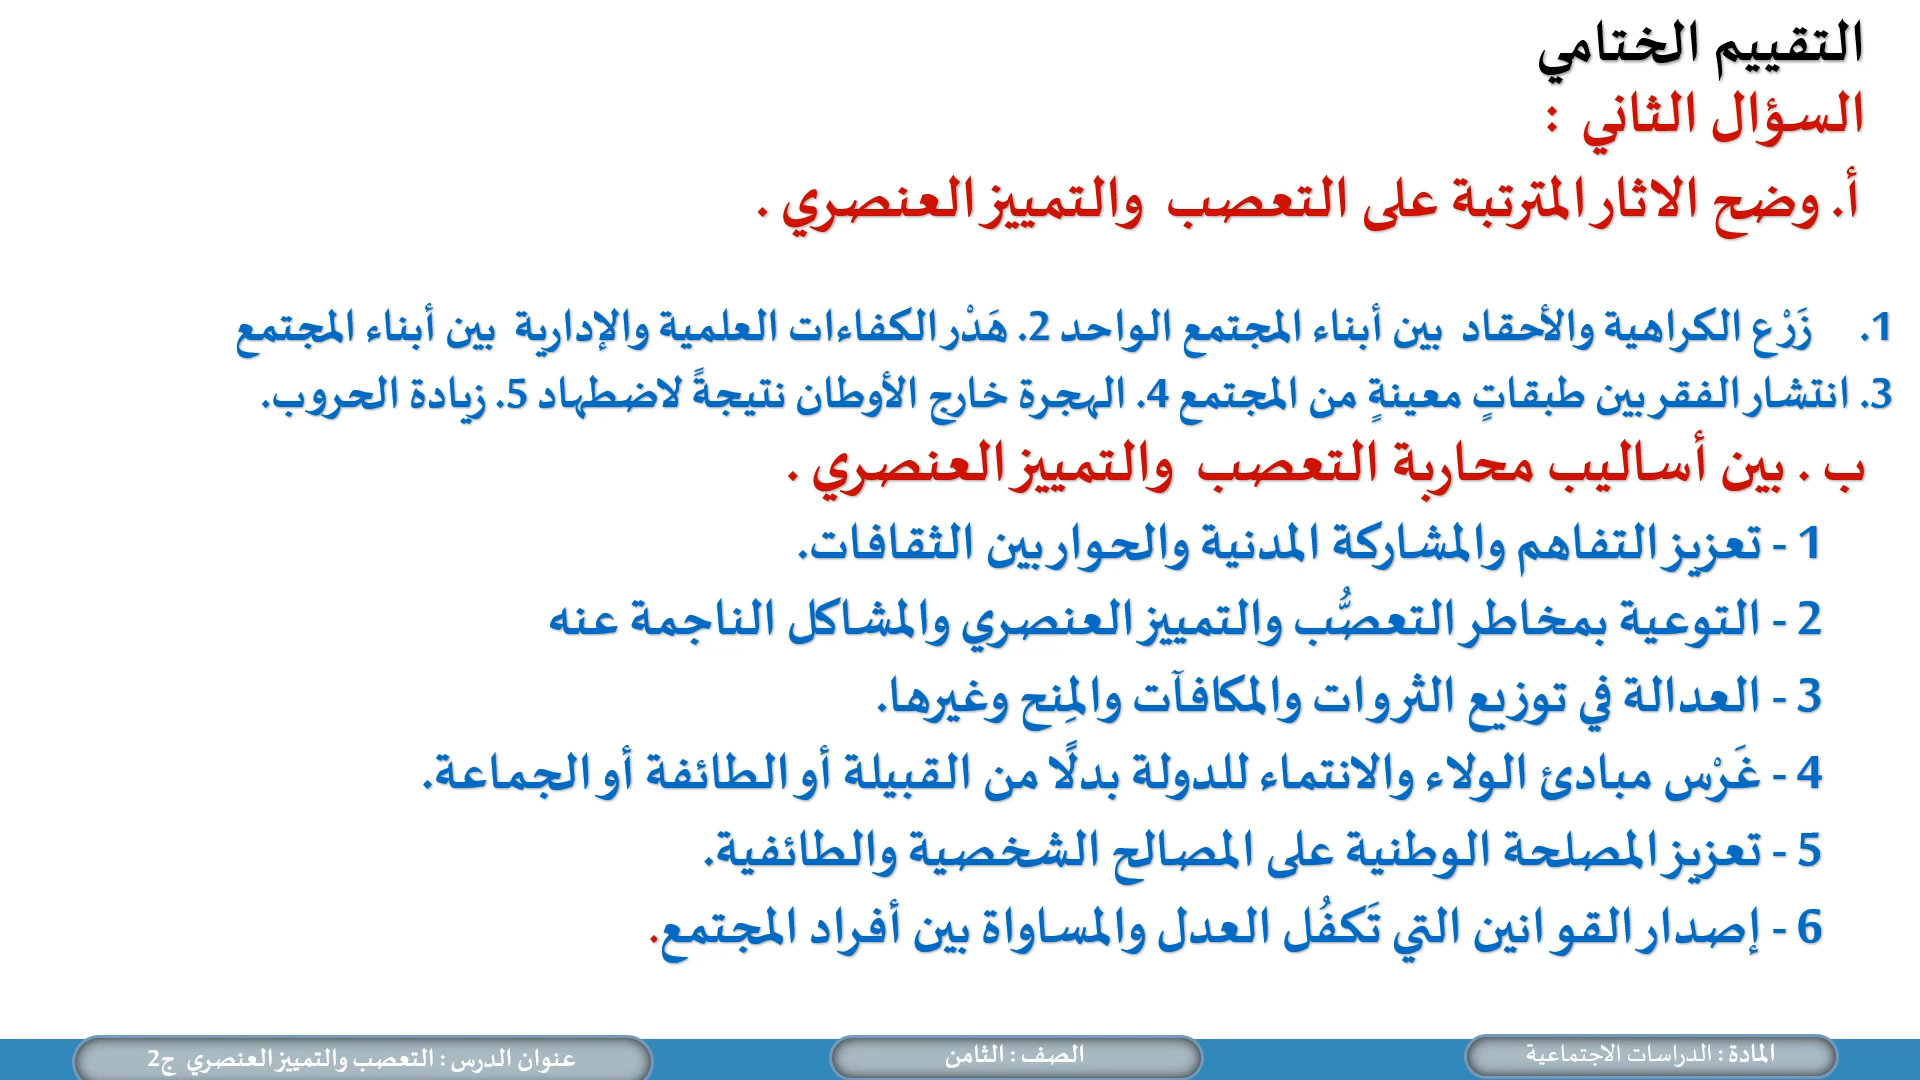 التقييم الختامي
السؤال الثاني :
أ. وضح الاثار المترتبة على التعصب والتمييز العنصري .
1. زَرْع الكراهية والأحقاد بين أبناء المجتمع الواحد 2. هَدْر الكفاءات العلمية والإدارية بين أبناء المجتمع
3. انتشار الفقر بين طبقاتٍ معينةٍ من المجتمع 4. الهجرة خارج الأوطان نتيجةً لاضطهاد 5. زيادة الحروب.
ب . بين أساليب محاربة التعصب والتمييز العنصري .
1 - تعزيز التفاهم والمشاركة المدنية والحوار بين الثقافات.
2 - التوعية بمخاطر التعصُّب والتمييز العنصري والمشاكل الناجمة عنه
3 - العدالة في توزيع الثروات والمكافآت والمِنح وغيرها.
4 - غَرْس مبادئ الولاء والانتماء للدولة بدلًا من القبيلة أو الطائفة أو الجماعة.
5 - تعزيز المصلحة الوطنية على المصالح الشخصية والطائفية.
6 - إصدار القوانين التي تَكفُل العدل والمساواة بين أفراد المجتمع.
المادة : الدراسات الاجتماعية
الصف : الثامن
عنوان الدرس : التعصب والتمييز العنصري ج2